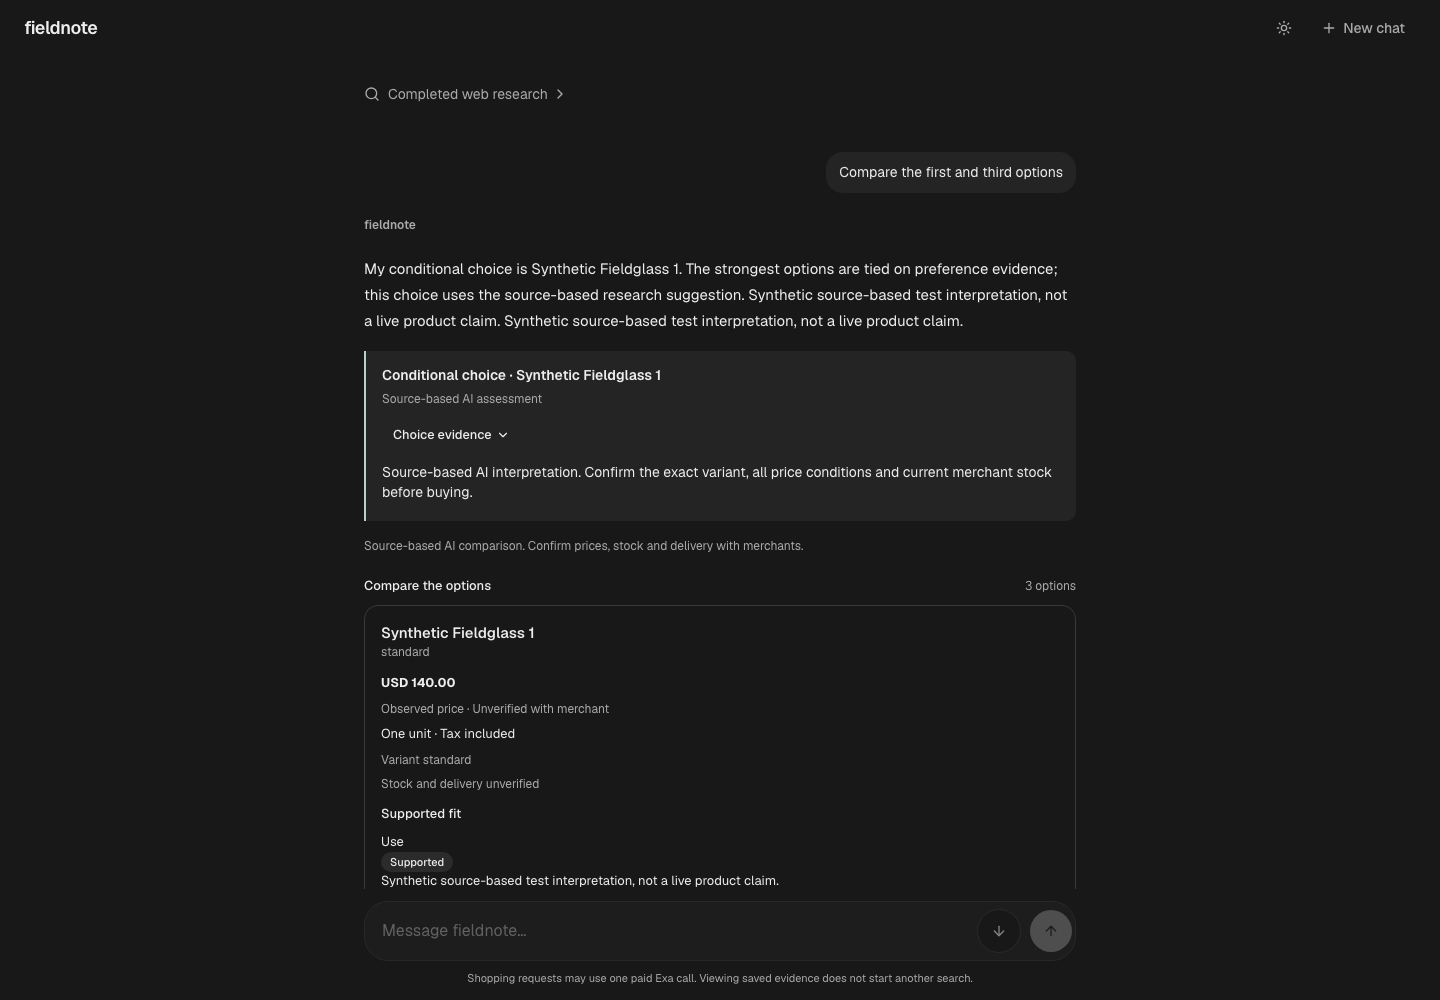 fieldnote
New chat
Completed web research
Compare the first and third options
fieldnote
My conditional choice is Synthetic Fieldglass 1. The strongest options are tied on preference evidence;
this choice uses the source-based research suggestion. Synthetic source-based test interpretation, not
a live product claim. Synthetic source-based test interpretation, not a live product claim.
Conditional choice · Synthetic Fieldglass 1
Source-based AI assessment
Choice evidence
Source-based AI interpretation. Confirm the exact variant, all price conditions and current merchant stock
before buying.
Source-based AI comparison. Confirm prices, stock and delivery with merchants.
Compare the options
3 options
Synthetic Fieldglass 1
standard
USD 140.00
Observed price · Unverified with merchant
One unit · Tax included
Variant standard
Stock and delivery unverified
Supported fit
Use
Supported
Synthetic source-based test interpretation, not a live product claim.
Message fieldnote...
Shopping requests may use one paid Exa call. Viewing saved evidence does not start another search.